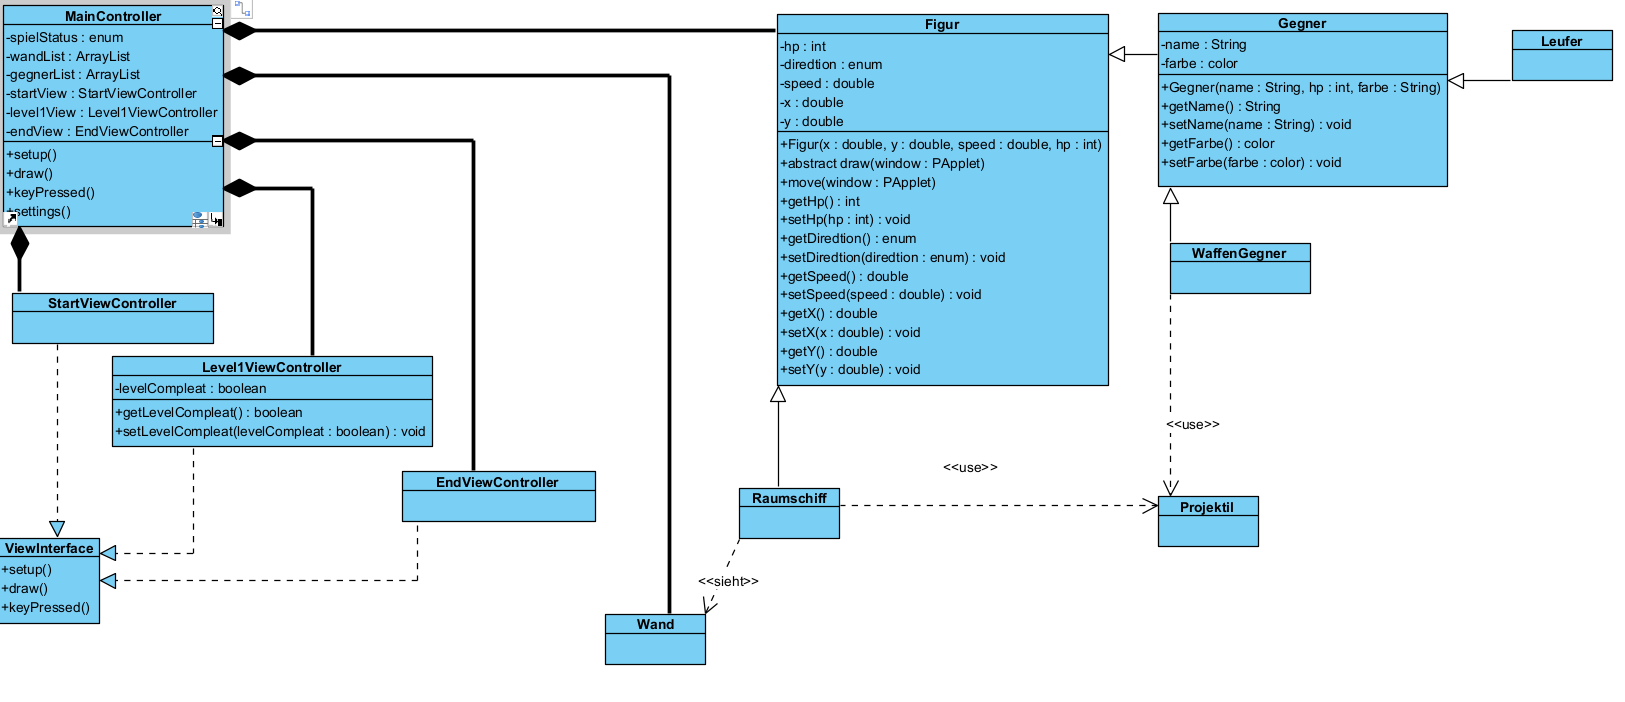 MainController
-spielStatus : enum
-wandList : ArrayList
-gegnerList : ArrayList
-startView : StartViewController
-level1View : Level1ViewController
-endView : EndViewController
+setup()
+draw()
+keyPressed()
+settings()
StartViewController
Level1ViewController
-levelCompleat : boolean
+getLevelCompleat() : boolean
+setLevelCompleat(levelCompleat : boolean) : void
EndViewController
ViewInterface
+setup()
+draw()
+keyPressed()
Figur
-hp : int
-diredtion : enum
-speed : double
-x : double
-y : double
+Figur(x : double, y : double, speed : double, hp : int)
+abstract draw(window : PApplet)
+move(window : PApplet)
+getHp() : int
+setHp(hp : int) : void
+getDiredtion() : enum
+setDiredtion(diredtion : enum) : void
+getSpeed() : double
+setSpeed(speed : double) : void
+getX() : double
+setX(x : double) : void
+getY() : double
+setY(y : double) : void
Gegner
-name : String
-farbe : color
+Gegner(name : String, hp : int, farbe : String)
+getName() : String
+setName(name : String) : void
+getFarbe() : color
+setFarbe(farbe : color) : void
Leufer
WaffenGegner
<<use>>
<<use>>
Raumschiff
Projektil
<<sieht>>
Wand